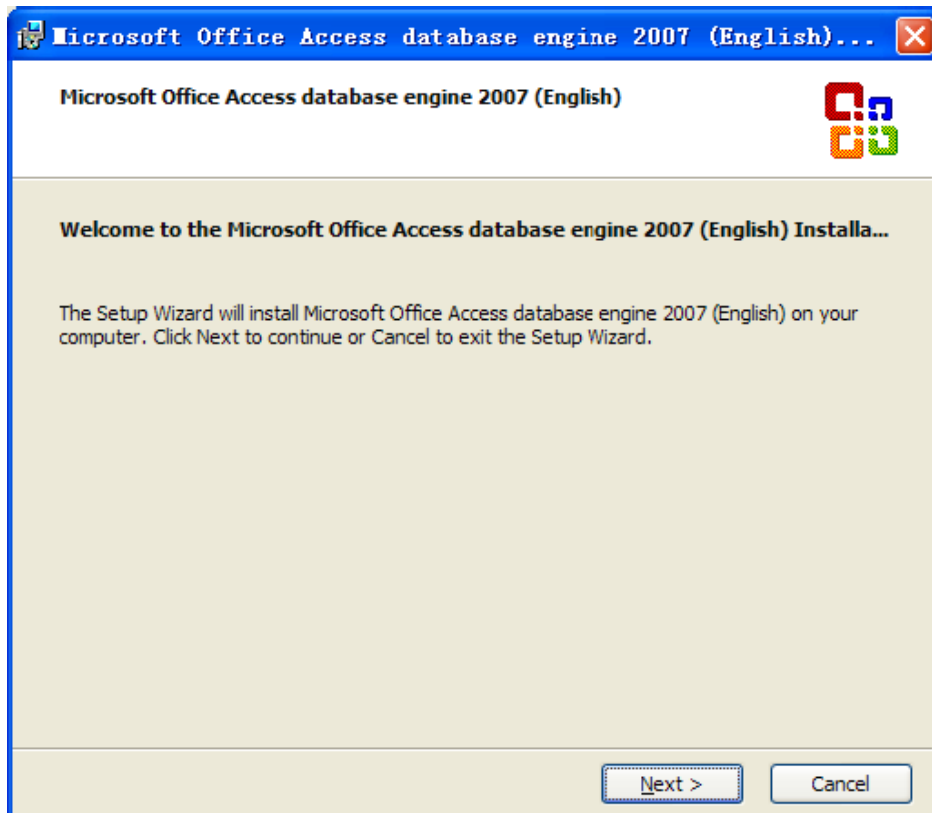 Microsoft Office Access database engine 2007 (English)...
Microsoft Office Access database engine 2007 (English)
Welcome to the Microsoft Office Access database engine 2007 (English) Installa...
The Setup Wizard will install Microsoft Office Access database engine 2007 (English) on your
computer. Click Next to continue or Cancel to exit the Setup Wizard.
Next >
Cancel